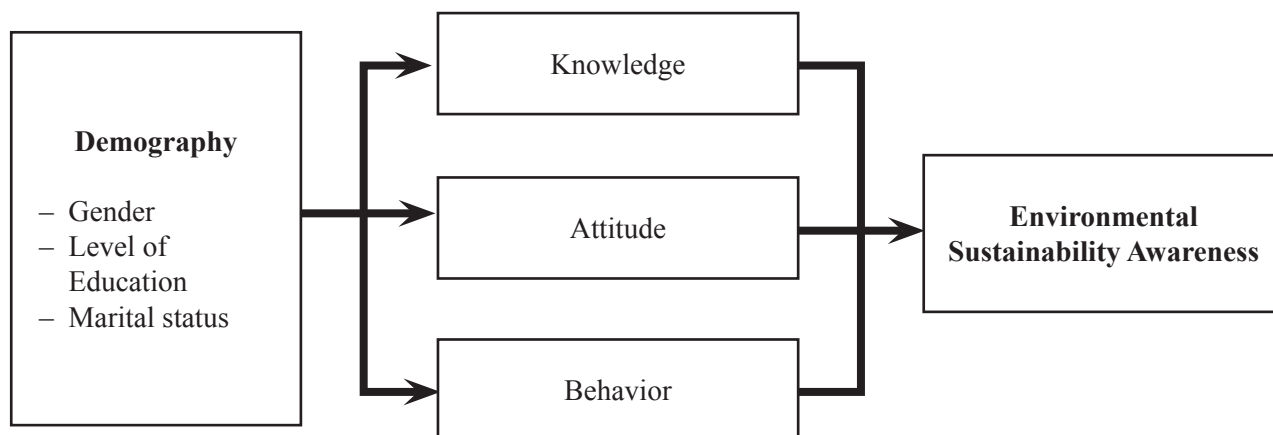 Demography
– Gender
– Level of
Education
– Marital status
Knowledge
Attitude
Behavior
Environmental
Sustainability Awareness